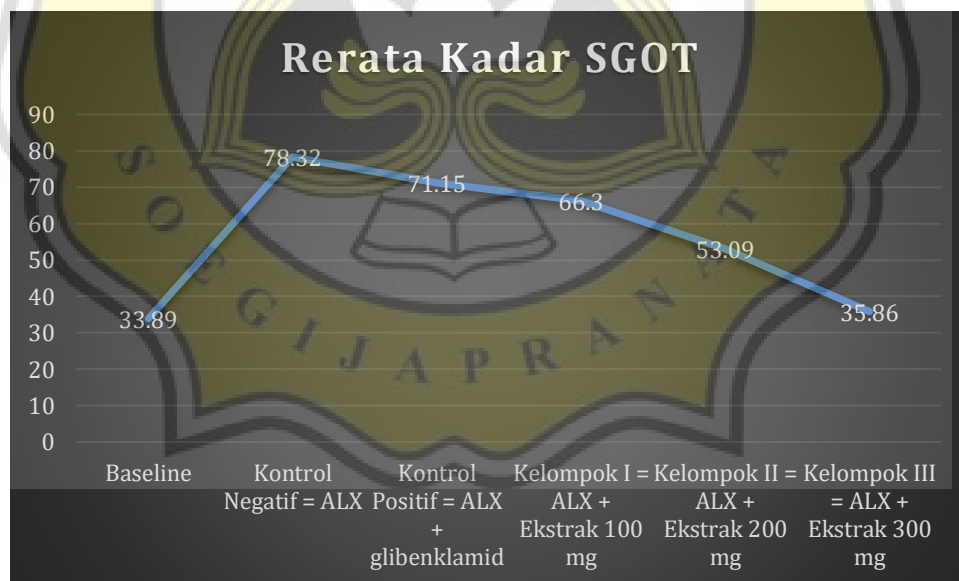 Rerata Kadar SGOT
90
80
70
60
50
40
30
20
10
0
33.89
78.32
71.15
66.3
53.09
35.86
Baseline
Kontrol
Negatif = ALX
Kontrol
Positif = ALX
+
glibenklamid
Kelompok I =
ALX +
Ekstrak 100
mg
Kelompok II =
ALX +
Ekstrak 200
mg
Kelompok III
= ALX +
Ekstrak 300
mg
SOEGIJAPRANATA